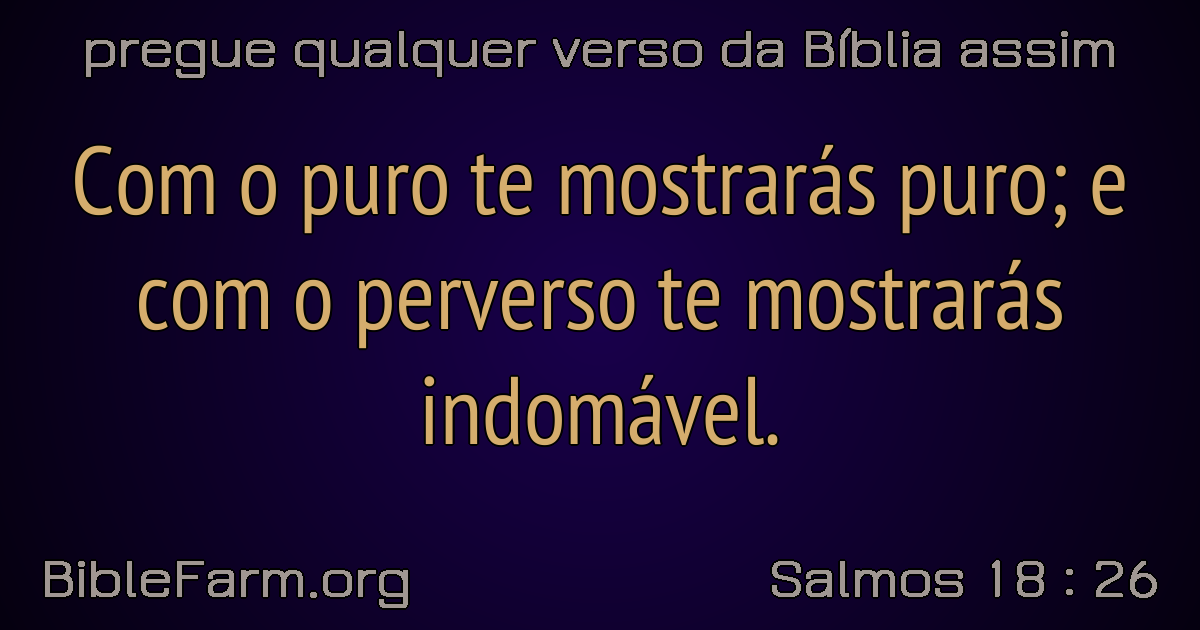 pregue qualquer verso da Bíblia assim
Com o puro te mostrarás puro; e
com o perverso te mostrarás
indomável.
BibleFarm.org
Salmos 18 : 26